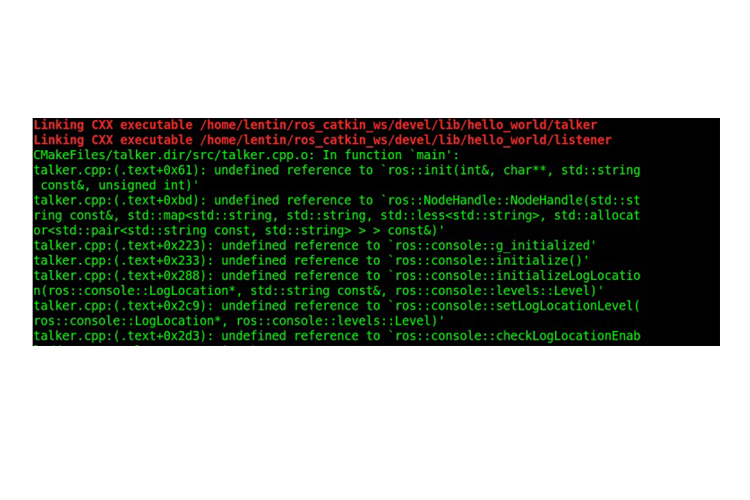 Linking CXX executable /home/lentin/ros_catkin_ws/devel/lib/hello_world/talker
Linking CXX executable /home/lentin/ros_catkin_ws/devel/lib/hello_world/listener
CMakeFiles/talker.dir/src/talker.cpp.o: In function `main':
talker.cpp:(.text+0x61): undefined reference to `ros::init(int&, char**, std::string
 const&, unsigned int)'
talker.cpp:(.text+0xbd): undefined reference to `ros::NodeHandle::NodeHandle(std::st
ring const&, std::map<std::string, std::string, std::less<std::string>, std::allocat
or<std::pair<std::string const, std::string> > > const&)'
talker.cpp:(.text+0x223): undefined reference to `ros::console::g_initialized'
talker.cpp:(.text+0x233): undefined reference to `ros::console::initialize()'
talker.cpp:(.text+0x288): undefined reference to `ros::console::initializeLogLocatio
n(ros::console::LogLocation*, std::string const&, ros::console::levels::Level)'
talker.cpp:(.text+0x2c9): undefined reference to `ros::console::setLogLocationLevel(
ros::console::LogLocation*, ros::console::levels::Level)'
talker.cpp:(.text+0x2d3): undefined reference to `ros::console::checkLogLocationEnab